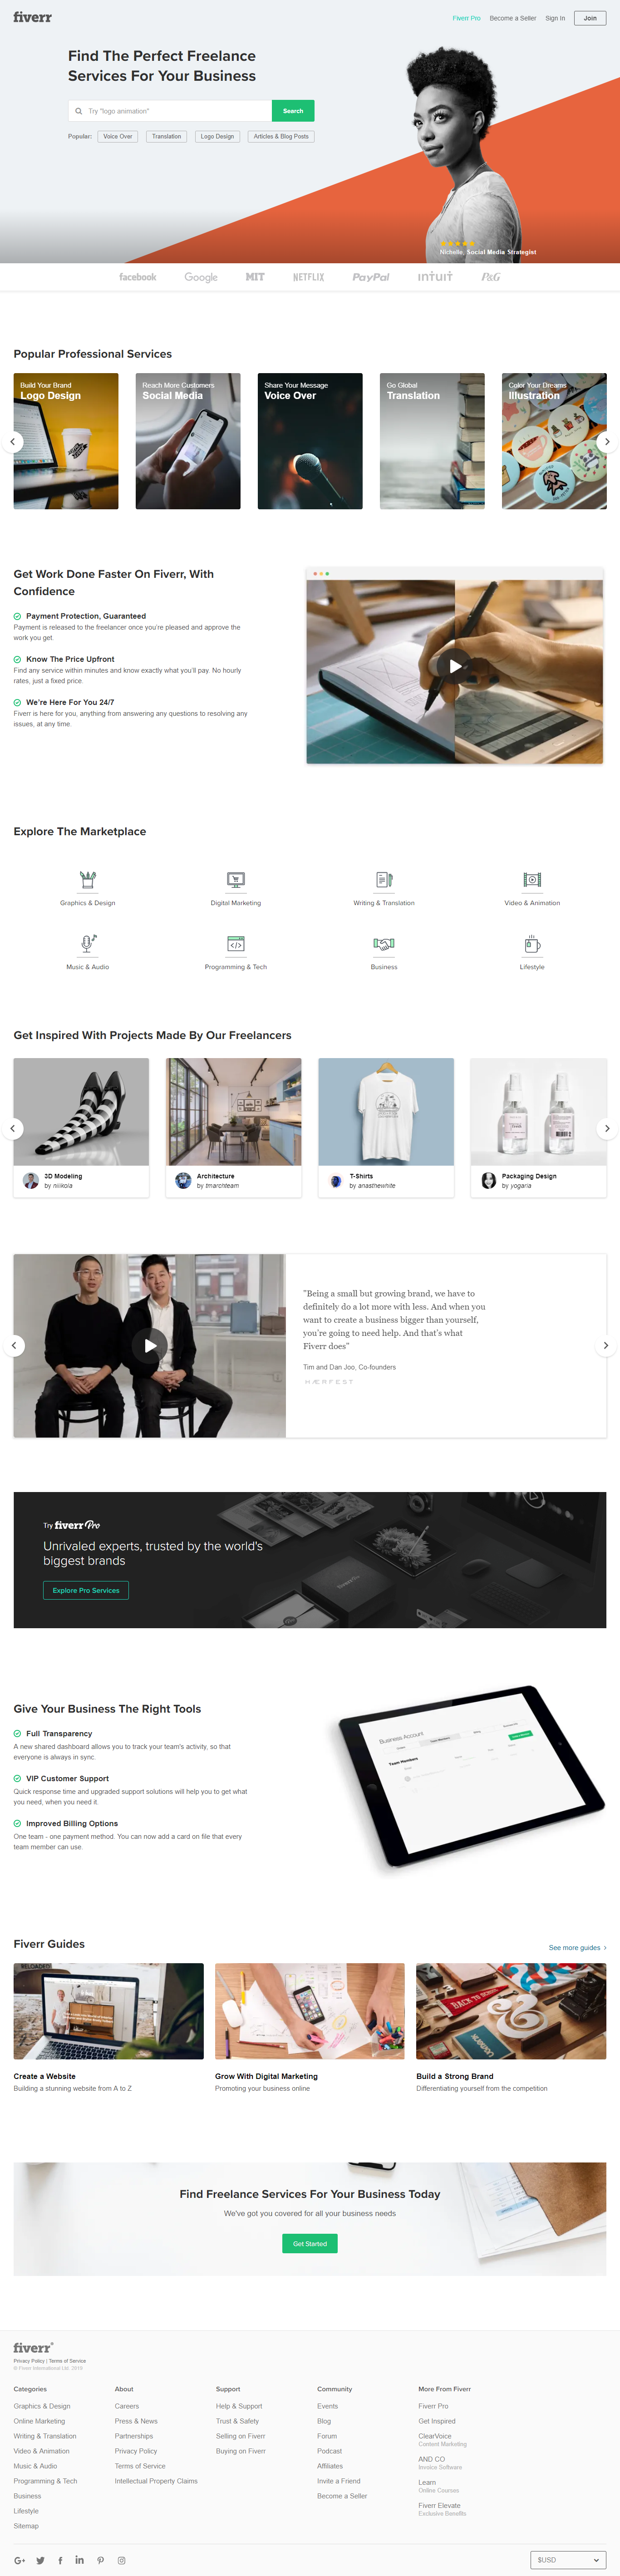 fiverr
Fiverr Pro Become a Seller Sign In Join
Find The Perfect Freelance
Services For Your Business
Try "logo animation" Search
Popular: Voice Over Translation Logo Design Articles & Blog Posts
Nichelle, Social Media Strategist
facebook Google MIT NETFLIX PayPal intuit P&G
Popular Professional Services
Build Your Brand
Logo Design
Reach More Customers
Social Media
Share Your Message
Voice Over
Go Global
Translation
Color Your Dreams
Illustration
Get Work Done Faster On Fiverr, With
Confidence
Payment Protection, Guaranteed
Payment is released to the freelancer once you're pleased and approve the
work you get.
Know The Price Upfront
Find any service within minutes and know exactly what you'll pay. No hourly
rates, just a fixed price.
We're Here For You 24/7
Fiverr is here for you, anything from answering any questions to resolving any
issues, at any time.
Explore The Marketplace
Graphics & Design Digital Marketing Writing & Translation Video & Animation
Music & Audio Programming & Tech Business Lifestyle
Get Inspired With Projects Made By Our Freelancers
3D Modeling
by niiikola
Architecture
by tmarchteam
T-Shirts
by anasthewhite
Packaging Design
by yogaria
"Being a small but growing brand, we have to
definitely do a lot more with less. And when you
want to create a business bigger than yourself,
you're going to need help. And that's what
Fiverr does"
Tim and Dan Joo, Co-founders
HÆRFEST
Try fiverr Pro
Unrivaled experts, trusted by the world's
biggest brands
Explore Pro Services
Give Your Business The Right Tools
Full Transparency
A new shared dashboard allows you to track your team's activity, so that
everyone is always in sync.
VIP Customer Support
Quick response time and upgraded support solutions will help you to get what
you need, when you need it.
Improved Billing Options
One team - one payment method. You can now add a card on file that every
team member can use.
Business Account
Team Members
Fiverr Guides
See more guides
RELOADED
BACK TO SCHOOL
Create a Website
Building a stunning website from A to Z
Grow With Digital Marketing
Promoting your business online
Build a Strong Brand
Differentiating yourself from the competition
Find Freelance Services For Your Business Today
We've got you covered for all your business needs
Get Started
fiverr
Privacy Policy | Terms of Service
© Fiverr International Ltd. 2019
Categories About Support Community More From Fiverr
Graphics & Design Careers Help & Support Events Fiverr Pro
Online Marketing Press & News Trust & Safety Blog Get Inspired
Writing & Translation Partnerships Selling on Fiverr Forum ClearVoice
Content Marketing
Video & Animation Privacy Policy Buying on Fiverr Podcast AND CO
Invoice Software
Music & Audio Terms of Service Affiliates
Programming & Tech Intellectual Property Claims Invite a Friend Learn
Online Courses
Business Become a Seller
Lifestyle Fiverr Elevate
Exclusive Benefits
Sitemap
$USD